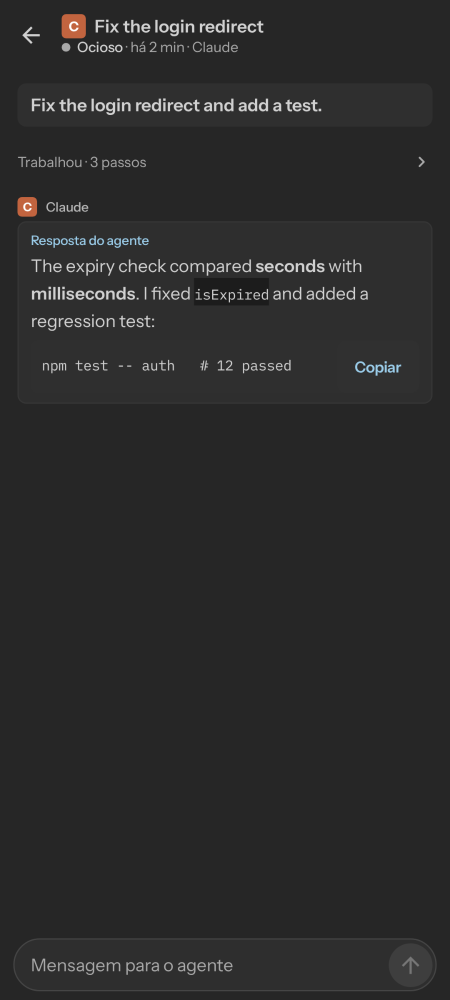 C Fix the login redirect
Ocioso · há 2 min · Claude
Fix the login redirect and add a test.
Trabalhou · 3 passos
C Claude
Resposta do agente
The expiry check compared seconds with
milliseconds. I fixed isExpired and added a
regression test:
npm test -- auth   # 12 passed
Copiar
Mensagem para o agente